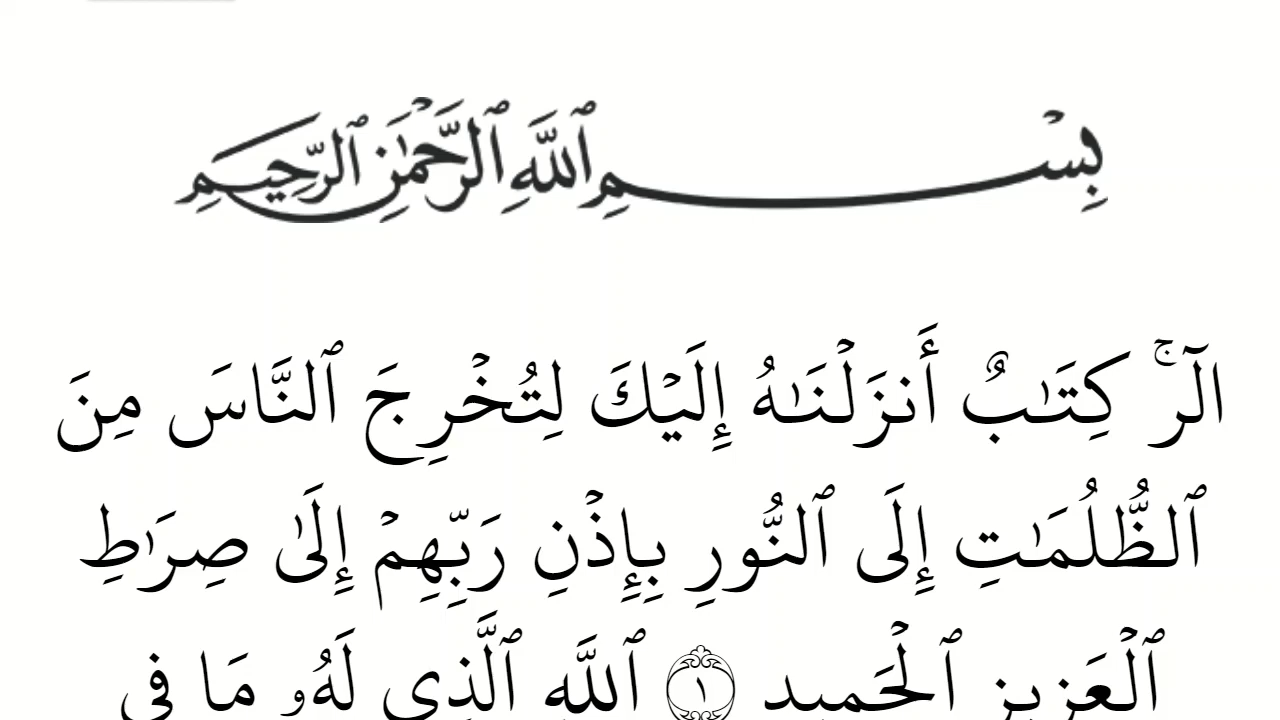 بِسْمِ ٱللَّهِ ٱلرَّحْمَٰنِ ٱلرَّحِيمِ
الٓرۚ كِتَٰبٌ أَنزَلْنَٰهُ إِلَيْكَ لِتُخْرِجَ ٱلنَّاسَ مِنَ
ٱلظُّلُمَٰتِ إِلَى ٱلنُّورِ بِإِذْنِ رَبِّهِمْ إِلَىٰ صِرَٰطِ
ٱلْعَزِيزِ ٱلْحَمِيدِ ١ ٱللَّهِ ٱلَّذِي لَهُۥ مَا فِي